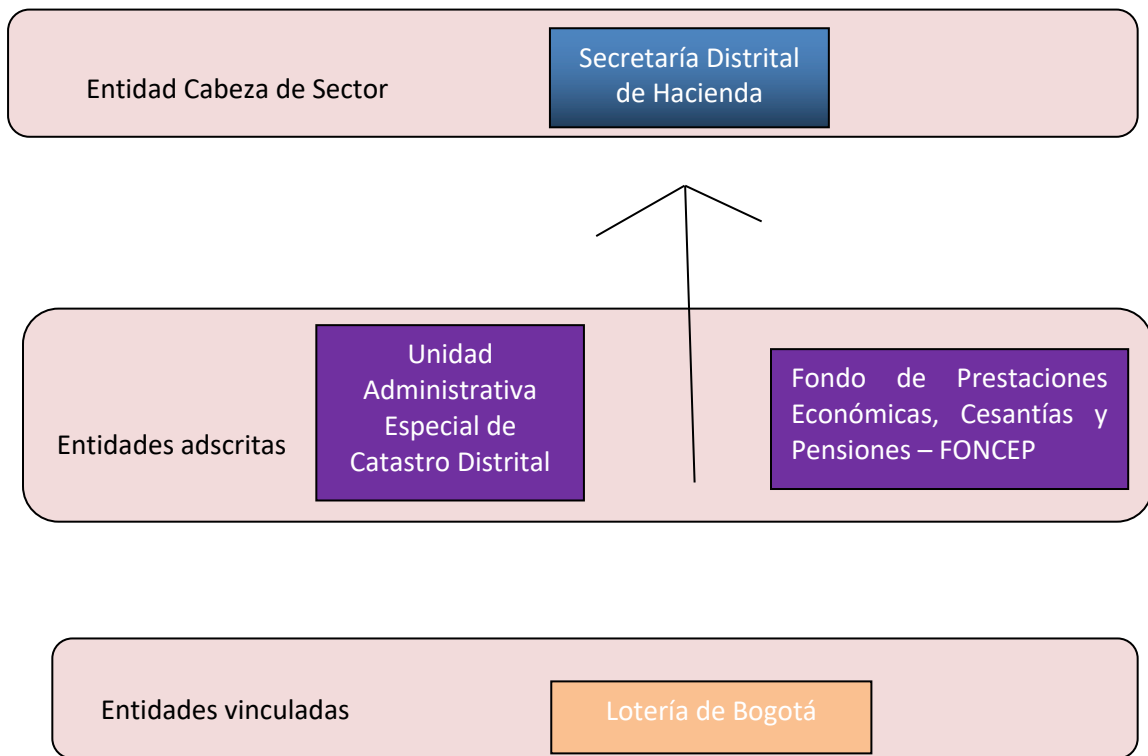 Entidad Cabeza de Sector
Secretaría Distrital
de Hacienda
Entidades adscritas
Unidad
Administrativa
Especial de
Catastro Distrital
Fondo de Prestaciones
Económicas, Cesantías y
Pensiones – FONCEP
Entidades vinculadas
Lotería de Bogotá